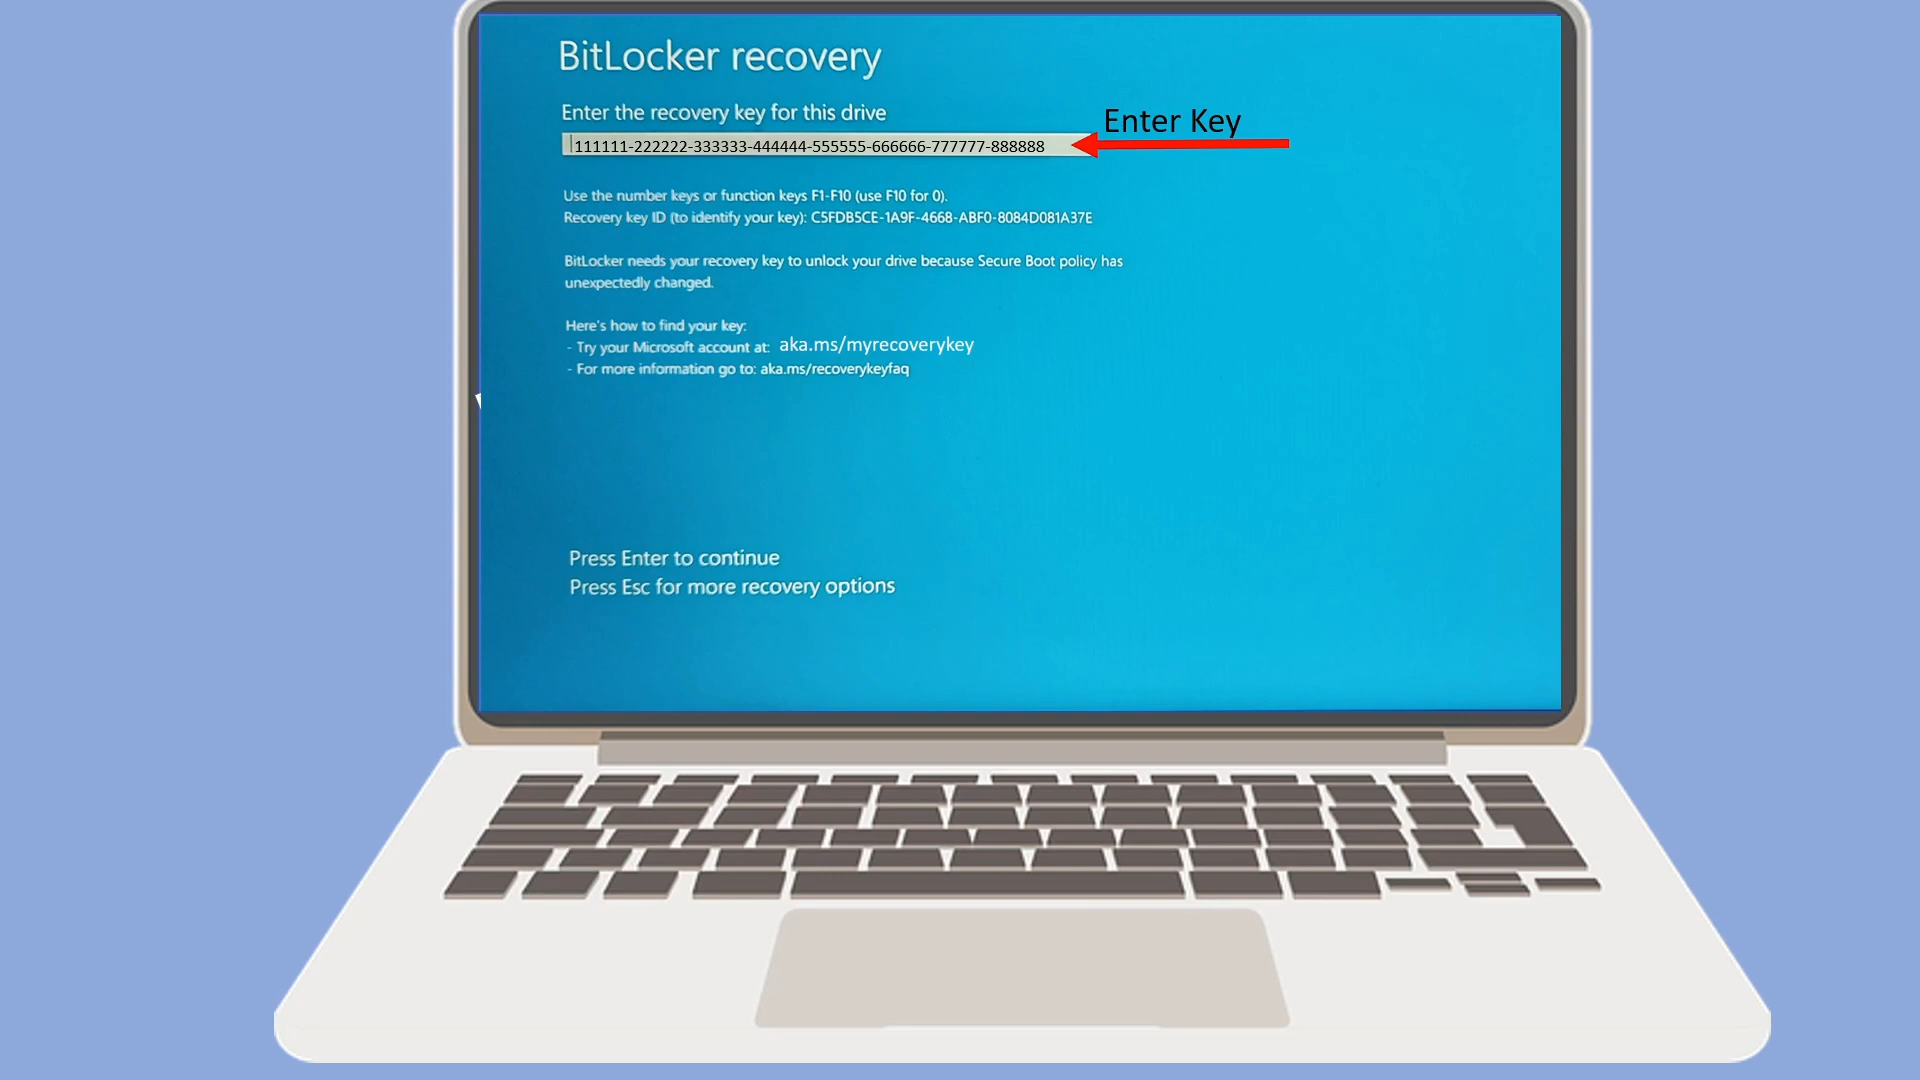 BitLocker recovery
Enter the recovery key for this drive
Enter Key
111111-222222-333333-444444-555555-666666-777777-888888
Use the number keys or function keys F1-F10 (use F10 for 0).
Recovery key ID (to identify your key): C5FDB5CE-1A9F-4668-ABF0-8084D081A37E
BitLocker needs your recovery key to unlock your drive because Secure Boot policy has
unexpectedly changed.
Here's how to find your key:
- Try your Microsoft account at: aka.ms/myrecoverykey
- For more information go to: aka.ms/recoverykeyfaq
Press Enter to continue
Press Esc for more recovery options